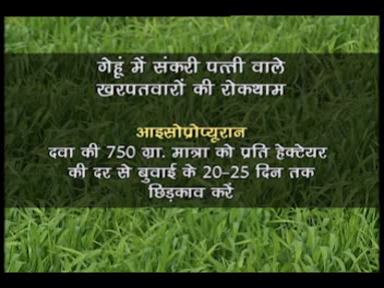 गेहूं में संकरी पत्ती वाले
खरपतवारों की रोकथाम
आइसोप्रोप्यूरान
दवा की 750 ग्रा. मात्रा को प्रति हेक्टेयर
की दर से बुवाई के 20-25 दिन तक
छिड़काव करें